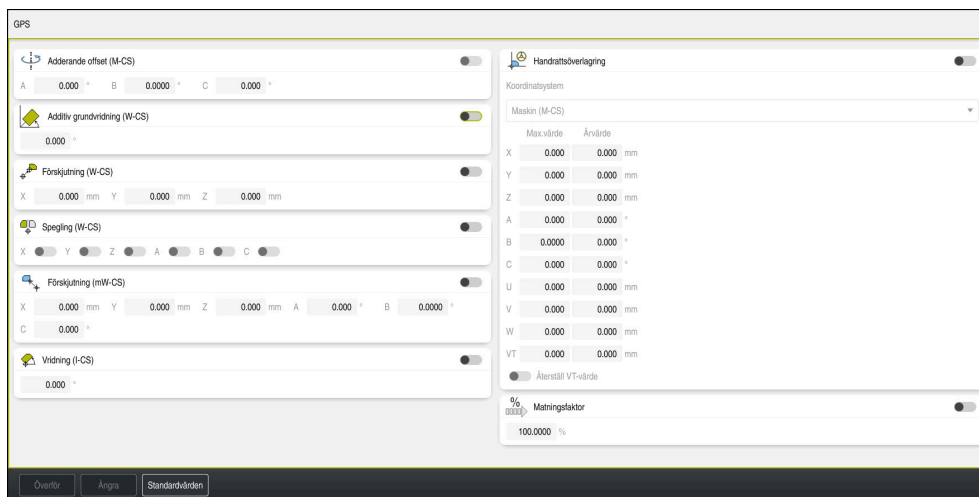 GPS
Adderande offset (M-CS)
A 0.000 ° B 0.0000 ° C 0.000 °
Additiv grundvridning (W-CS)
0.000 °
Förskjutning (W-CS)
X 0.000 mm Y 0.000 mm Z 0.000 mm
Spegling (W-CS)
X Y Z A B C
Förskjutning (mW-CS)
X 0.000 mm Y 0.000 mm Z 0.000 mm A 0.000 ° B 0.0000 °
C 0.000 °
Vridning (I-CS)
0.000 °
Handrattsöverlagring
Koordinatsystem
Maskin (M-CS)
Max.värde Ärvärde
X 0.000 0.000 mm
Y 0.000 0.000 mm
Z 0.000 0.000 mm
A 0.000 0.000 °
B 0.0000 0.000 °
C 0.000 0.000 °
U 0.000 0.000 mm
V 0.000 0.000 mm
W 0.000 0.000 mm
VT 0.000 0.000 mm
Återställ VT-värde
% Matningsfaktor
100.0000 %
Överför Ångra Standardvärden